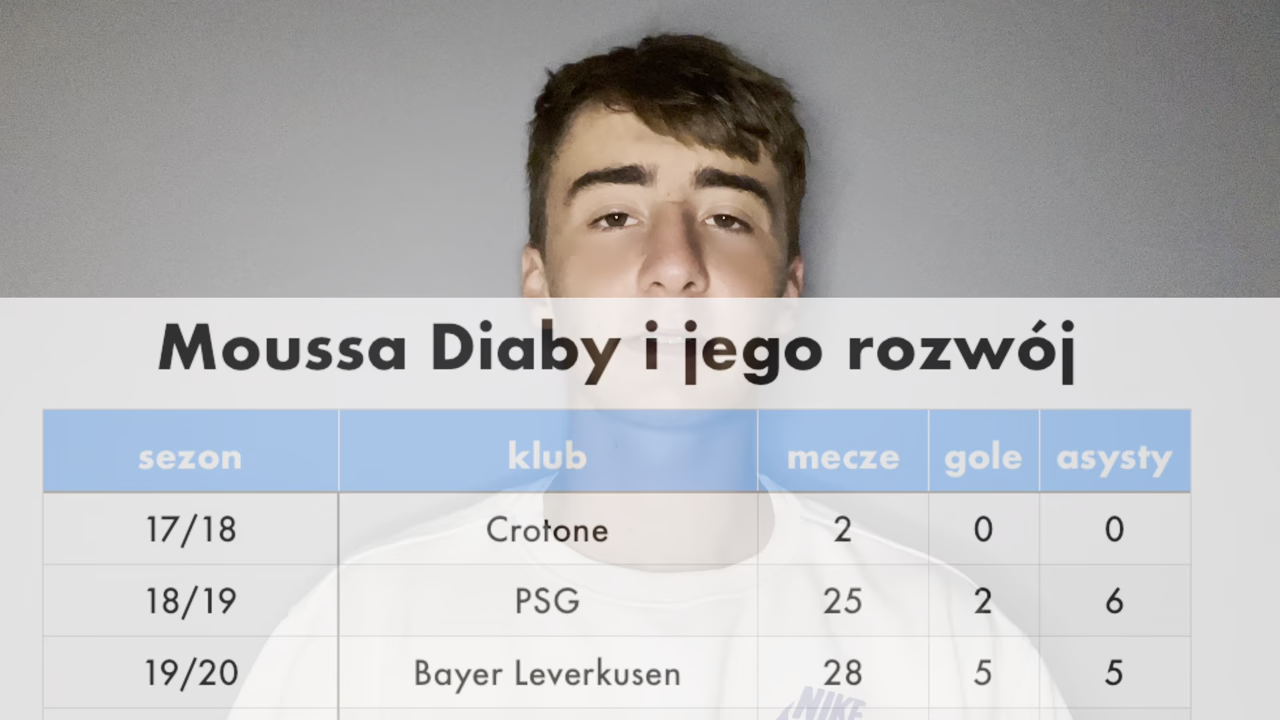 Moussa Diaby i jego rozwój
sezon klub mecze gole asysty
17/18 Crotone 2 0 0
18/19 PSG 25 2 6
19/20 Bayer Leverkusen 28 5 5
NIKE